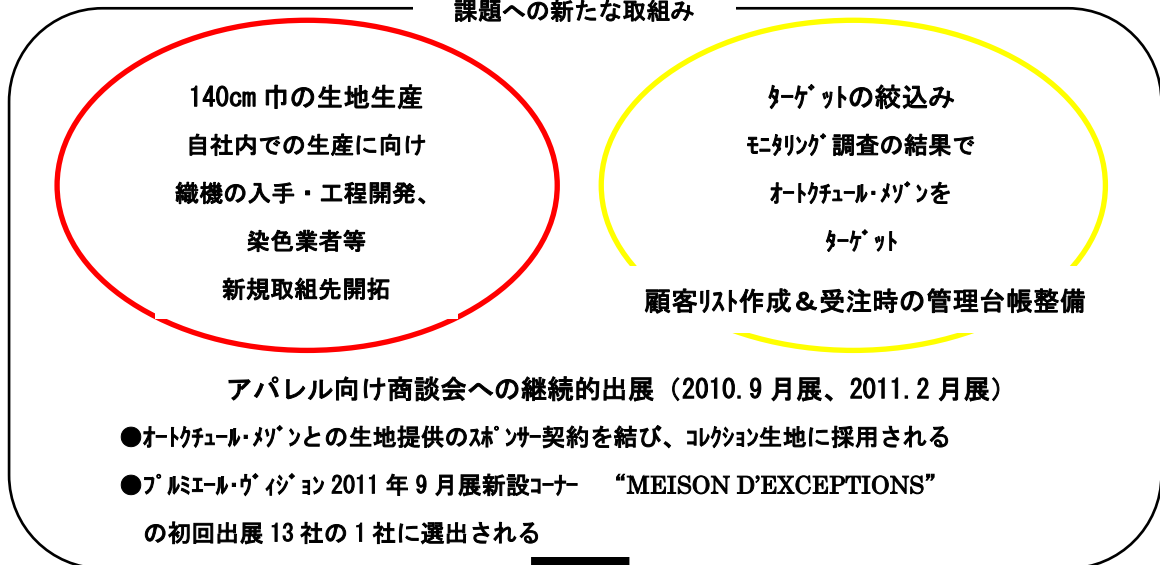 課題への新たな取組み
140cm 巾の生地生産
自社内での生産に向け
織機の入手・工程開発、
染色業者等
新規取組先開拓
ﾀｰｹﾞｯﾄの絞込み
ﾓﾆﾀﾘﾝｸﾞ調査の結果で
ｵｰﾄｸﾁｭｰﾙ･ﾒｿﾞﾝを
ﾀｰｹﾞｯﾄ
顧客ﾘｽﾄ作成＆受注時の管理台帳整備
アパレル向け商談会への継続的出展（2010.9 月展、2011.2 月展）
●ｵｰﾄｸﾁｭｰﾙ･ﾒｿﾞﾝとの生地提供のｽﾎﾟﾝｻｰ契約を結び、ｺﾚｸｼｮﾝ生地に採用される
●ﾌﾟﾙﾐｴｰﾙ･ｳﾞｨｼﾞｮﾝ 2011 年 9 月展新設ｺｰﾅｰ “MEISON D’EXCEPTIONS”
の初回出展 13 社の 1 社に選出される